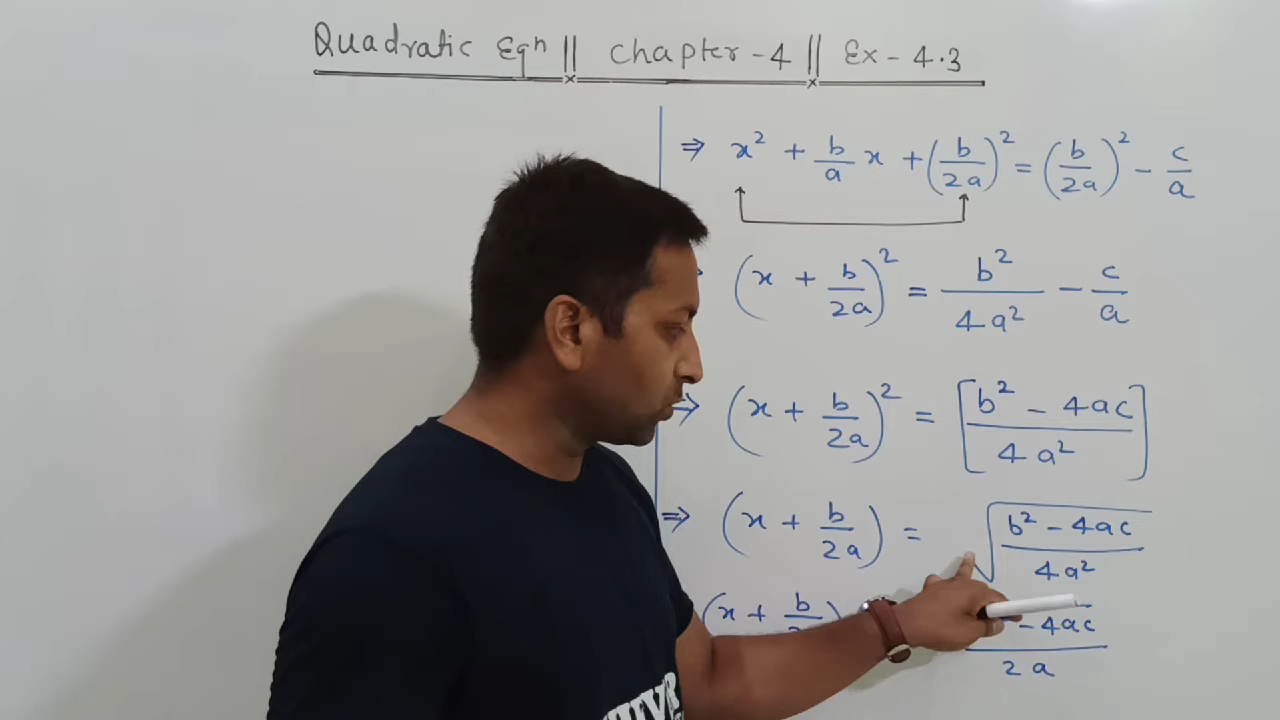 Quadratic Eqⁿ || Chapter-4 || Ex-4.3
⇒ x² + b/a x + (b/2a)² = (b/2a)² - c/a
(x + b/2a)² = b²/4a² - c/a
⇒ (x + b/2a)² = [b² - 4ac/4a²]
⇒ (x + b/2a) = √(b² - 4ac/4a²)
(x + b/
- 4ac/2a